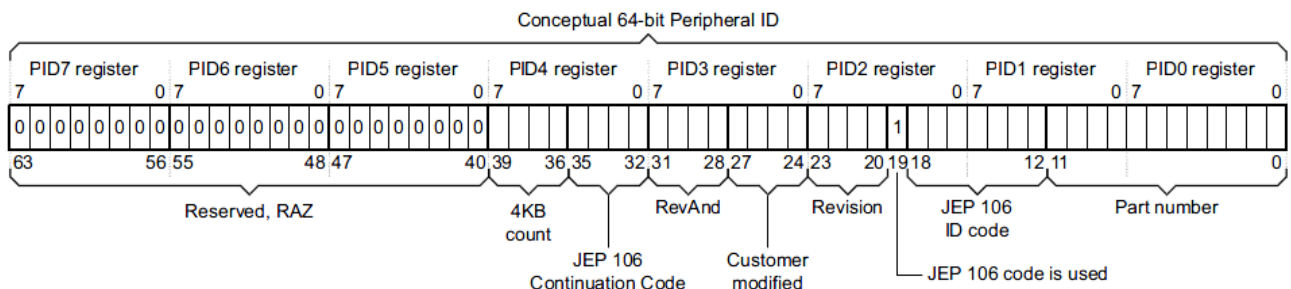 Conceptual 64-bit Peripheral ID
PID7 register PID6 register PID5 register PID4 register PID3 register PID2 register PID1 register PID0 register
7 0 7 0 7 0 7 0 7 0 7 0 7 0 7 0
0 0 0 0 0 0 0 0 0 0 0 0 0 0 0 0 0 0 0 0 0 0 0 0 1
63 56 55 48 47 40 39 36 35 32 31 28 27 24 23 20 19 18 12 11 0
Reserved, RAZ 4KB count RevAnd Revision JEP 106 ID code Part number
JEP 106 Continuation Code Customer modified JEP 106 code is used